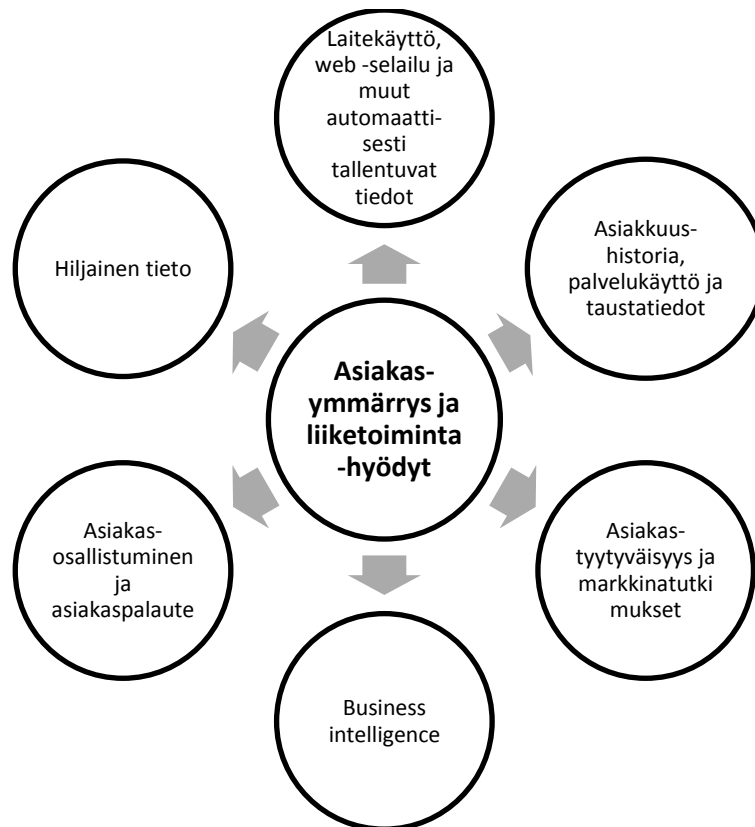 Laitekäyttö,
web -selailu ja
muut
automaatti-
sesti
tallentuvat
tiedot
Asiakkuus-
historia,
palvelukäyttö ja
taustatiedot
Asiakas-
tyytyväisyys ja
markkinatutki
mukset
Business
intelligence
Asiakas-
osallistuminen
ja
asiakaspalaute
Hiljainen tieto
Asiakas-
ymmärrys ja
liiketoiminta
-hyödyt